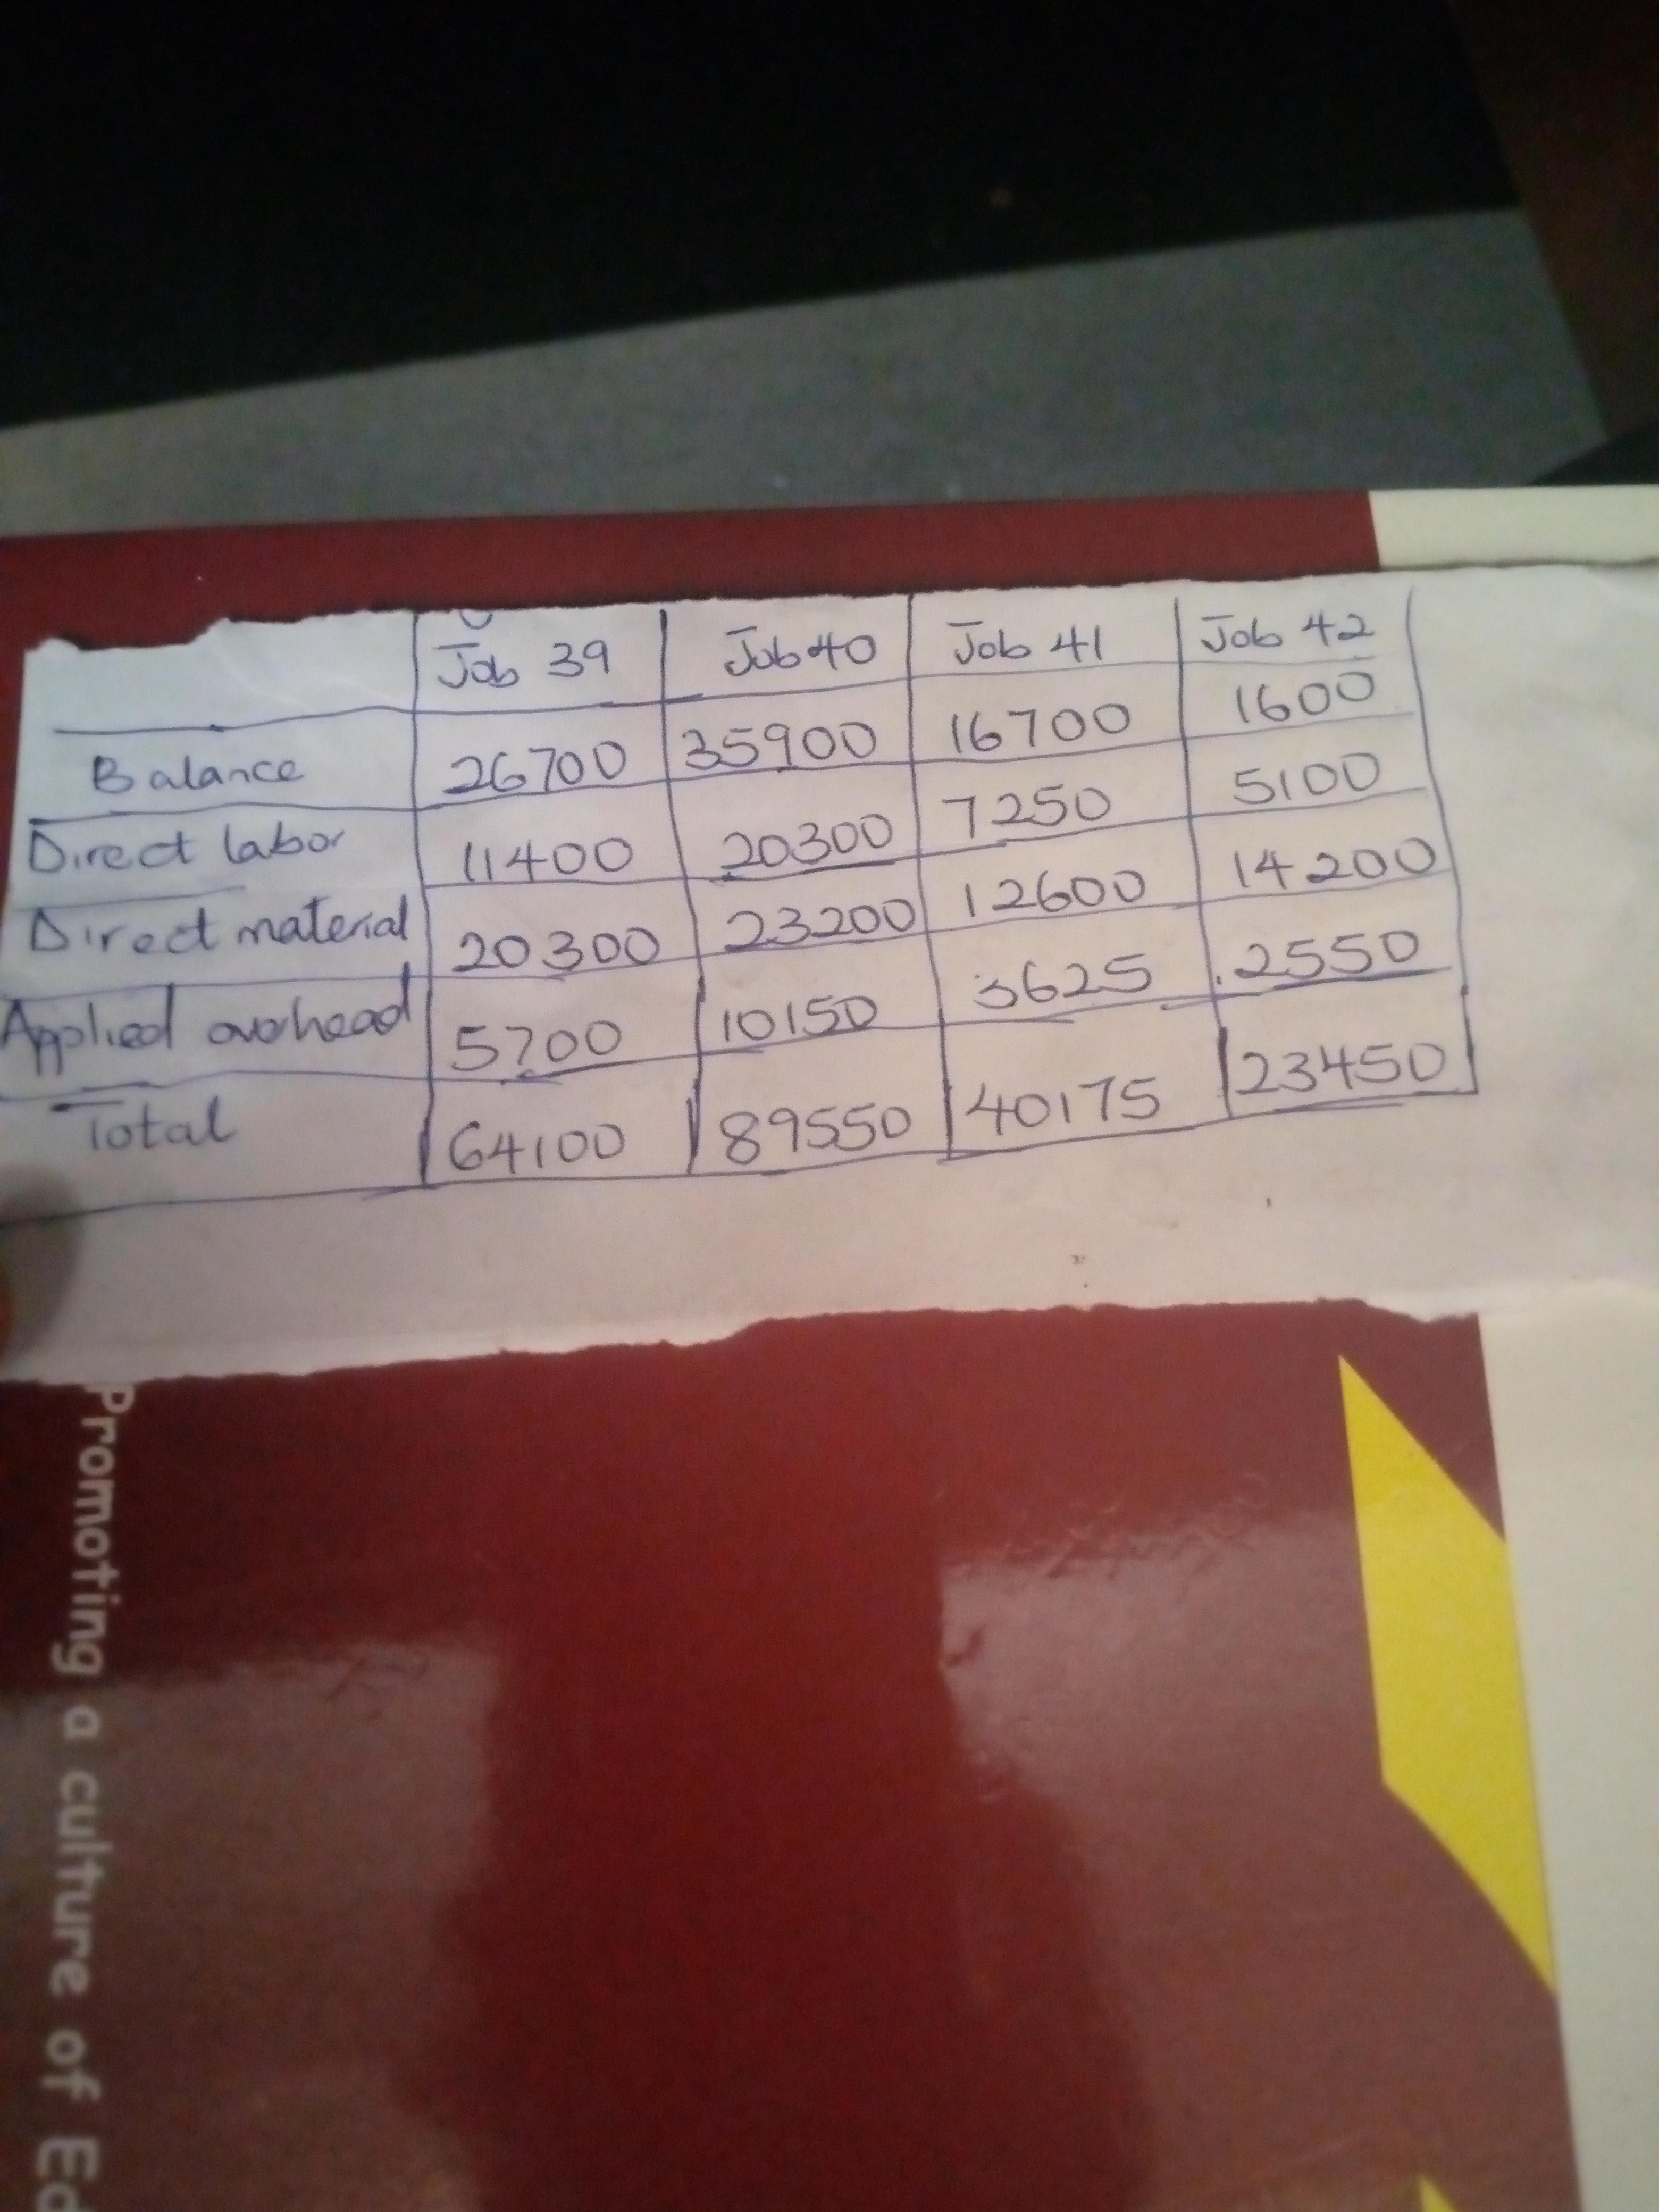 Job 39 Job 40 Job 41 Job 42
Balance 26700 35900 16700 1600
Direct labor 11400 20300 7250 5100
Direct material 20300 23200 12600 14200
Applied overhead 5700 10150 3625 2550
Total 64100 89550 40175 23450
Promoting a culture of Ed